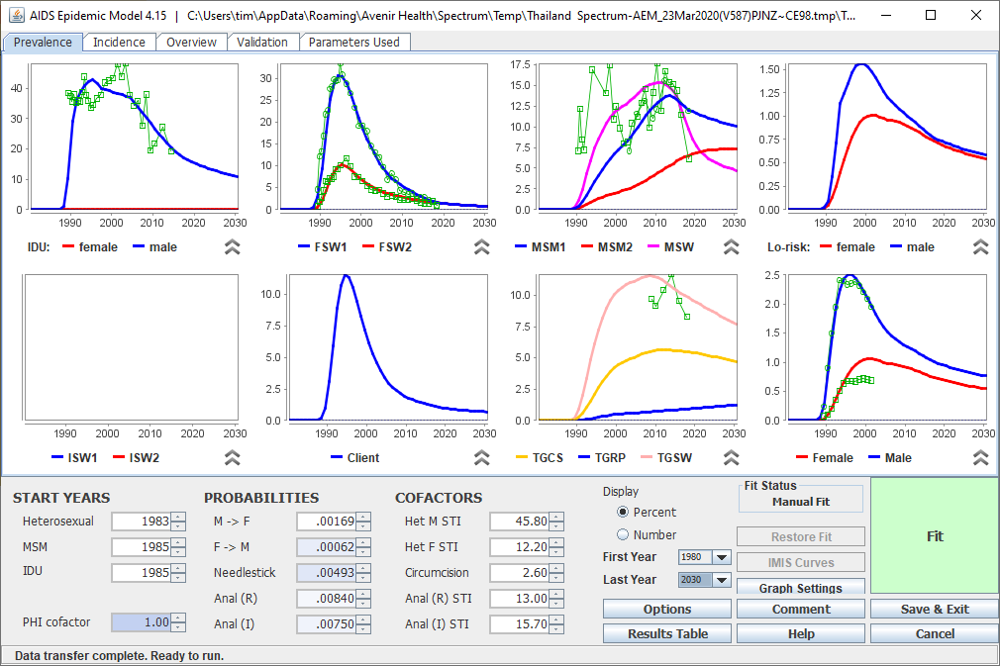 AIDS Epidemic Model 4.15 | C:\Users\tim\AppData\Roaming\Avenir Health\Spectrum\Temp\Thailand Spectrum-AEM_23Mar2020(V587)PJNZ~CE98.tmp\T...
Prevalence Incidence Overview Validation Parameters Used
40 30 20 10 0
1990 2000 2010 2020 2030
IDU: female male
30 25 20 15 10 5 0
1990 2000 2010 2020 2030
FSW1 FSW2
17.5 15.0 12.5 10.0 7.5 5.0 2.5 0.0
1990 2000 2010 2020 2030
MSM1 MSM2 MSW
1.50 1.25 1.00 0.75 0.50 0.25 0.00
1990 2000 2010 2020 2030
Lo-risk: female male
1990 2000 2010 2020 2030
ISW1 ISW2
10.0 7.5 5.0 2.5 0.0
1990 2000 2010 2020 2030
Client
10.0 7.5 5.0 2.5 0.0
1990 2000 2010 2020 2030
TGCS TGRP TGSW
2.5 2.0 1.5 1.0 0.5 0.0
1990 2000 2010 2020 2030
Female Male
START YEARS
Heterosexual 1983
MSM 1985
IDU 1985
PHI cofactor 1.00
PROBABILITIES
M -> F .00169
F -> M .00062
Needlestick .00493
Anal (R) .00840
Anal (I) .00750
COFACTORS
Het M STI 45.80
Het F STI 12.20
Circumcision 2.60
Anal (R) STI 13.00
Anal (I) STI 15.70
Display
Percent
Number
First Year 1980
Last Year 2030
Fit Status
Manual Fit
Restore Fit
IMIS Curves
Graph Settings
Fit
Options Comment Save & Exit
Results Table Help Cancel
Data transfer complete. Ready to run.